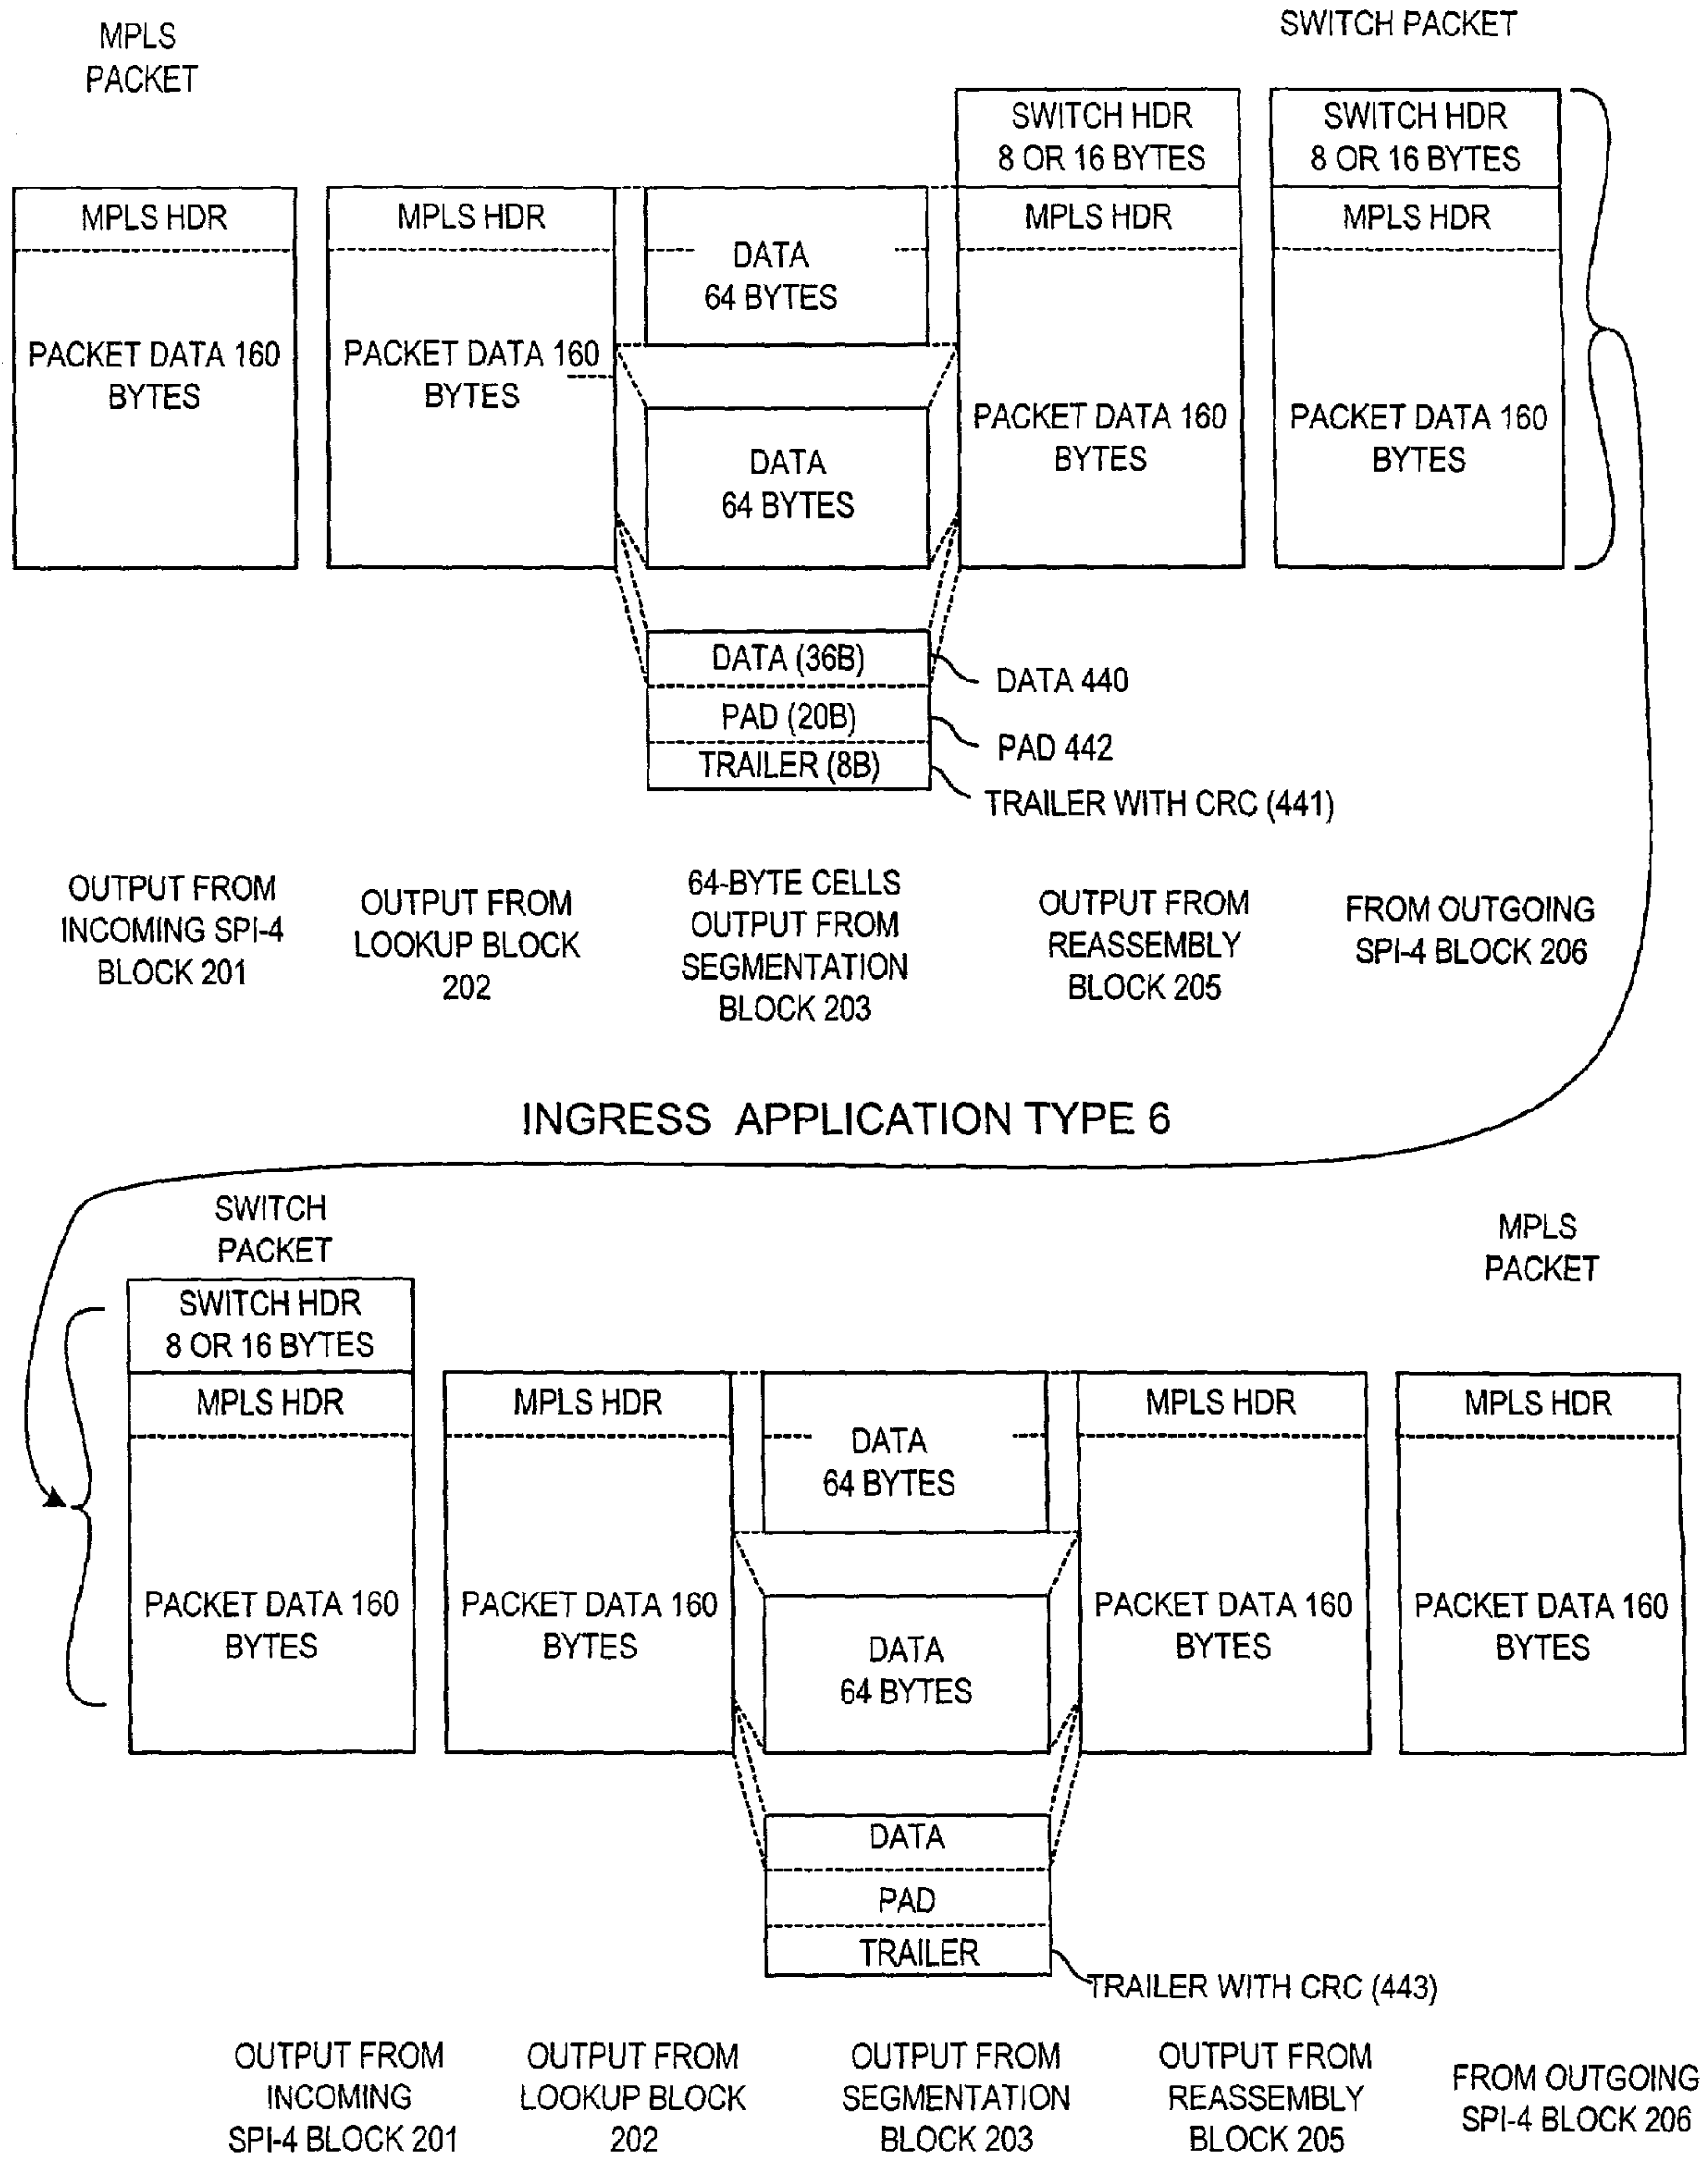 MPLS
PACKET
SWITCH PACKET
SWITCH HDR
8 OR 16 BYTES
SWITCH HDR
8 OR 16 BYTES
MPLS HDR
MPLS HDR
DATA
64 BYTES
MPLS HDR
MPLS HDR
PACKET DATA 160
BYTES
PACKET DATA 160
BYTES
PACKET DATA 160
BYTES
PACKET DATA 160
BYTES
DATA
64 BYTES
DATA (36B)
DATA 440
PAD (20B)
PAD 442
TRAILER (8B)
TRAILER WITH CRC (441)
OUTPUT FROM
INCOMING SPI-4
BLOCK 201
OUTPUT FROM
LOOKUP BLOCK
202
64-BYTE CELLS
OUTPUT FROM
SEGMENTATION
BLOCK 203
OUTPUT FROM
REASSEMBLY
BLOCK 205
FROM OUTGOING
SPI-4 BLOCK 206
INGRESS APPLICATION TYPE 6
SWITCH
PACKET
MPLS
PACKET
SWITCH HDR
8 OR 16 BYTES
MPLS HDR
MPLS HDR
DATA
64 BYTES
MPLS HDR
MPLS HDR
PACKET DATA 160
BYTES
PACKET DATA 160
BYTES
DATA
64 BYTES
PACKET DATA 160
BYTES
PACKET DATA 160
BYTES
DATA
PAD
TRAILER
TRAILER WITH CRC (443)
OUTPUT FROM
INCOMING
SPI-4 BLOCK 201
OUTPUT FROM
LOOKUP BLOCK
202
OUTPUT FROM
SEGMENTATION
BLOCK 203
OUTPUT FROM
REASSEMBLY
BLOCK 205
FROM OUTGOING
SPI-4 BLOCK 206